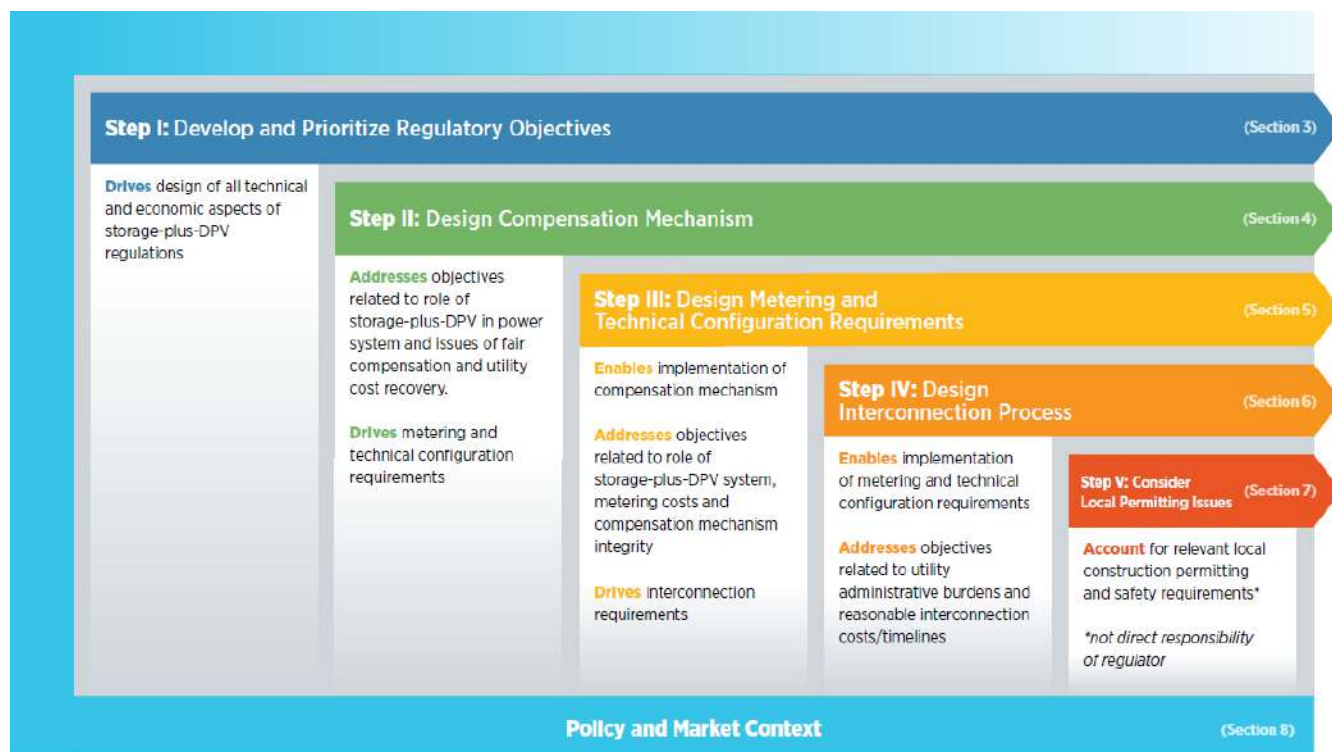 Step I: Develop and Prioritize Regulatory Objectives
(Section 3)
Drives design of all technical
and economic aspects of
storage-plus-DPV
regulations
Step II: Design Compensation Mechanism
(Section 4)
Addresses objectives
related to role of
storage-plus-DPV in power
system and issues of fair
compensation and utility
cost recovery.
Drives metering and
technical configuration
requirements
Step III: Design Metering and
Technical Configuration Requirements
(Section 5)
Enables implementation of
compensation mechanism
Addresses objectives
related to role of
storage-plus-DPV system,
metering costs and
compensation mechanism
integrity
Drives interconnection
requirements
Step IV: Design
Interconnection Process
(Section 6)
Enables implementation
of metering and technical
configuration requirements
Addresses objectives
related to utility
administrative burdens and
reasonable interconnection
costs/timelines
Step V: Consider
Local Permitting Issues
(Section 7)
Account for relevant local
construction permitting
and safety requirements*
*not direct responsibility
of regulator
Policy and Market Context
(Section 8)